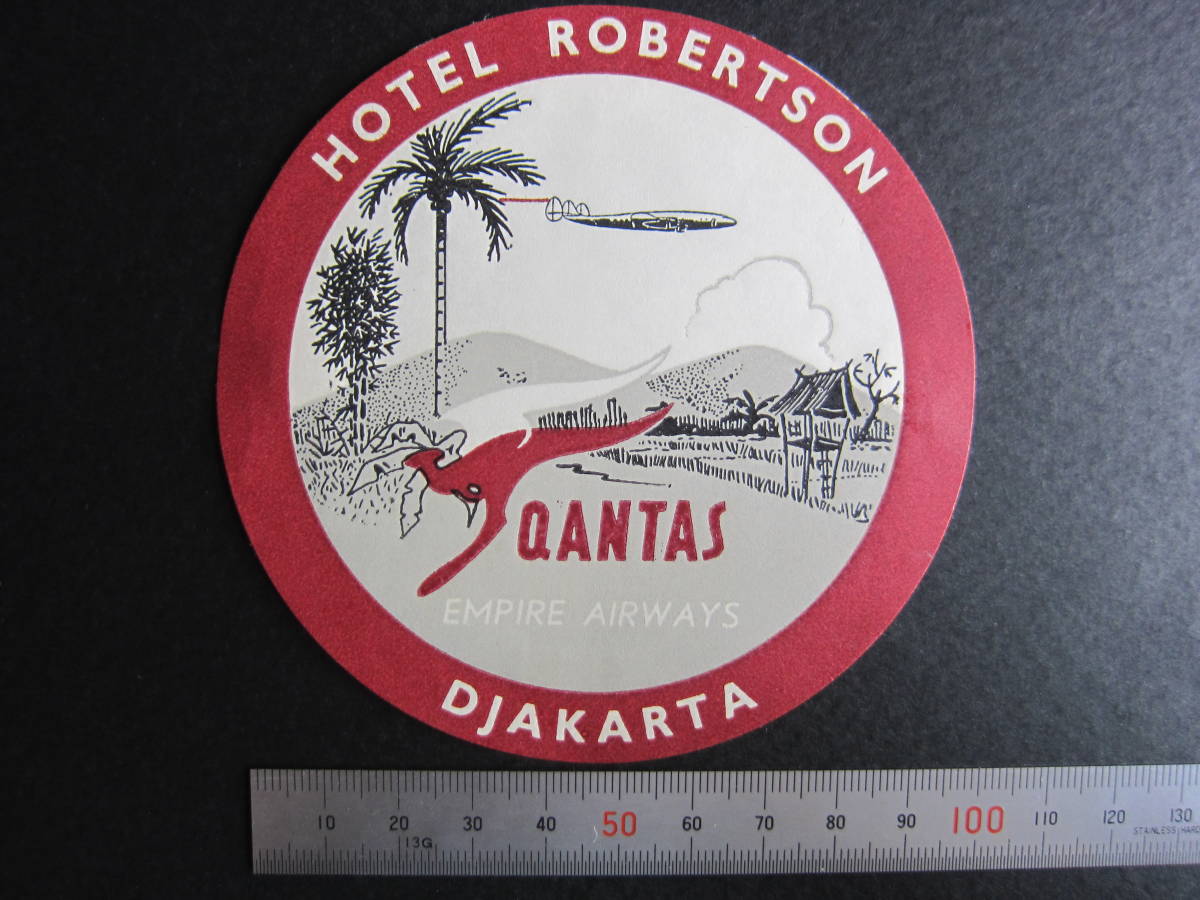 HOTEL ROBERTSON
QANTAS
EMPIRE AIRWAYS
DJAKARTA
10 20 30 40 50 60 70 80 90 100 110 120 130
13G
STAINLESS HARD